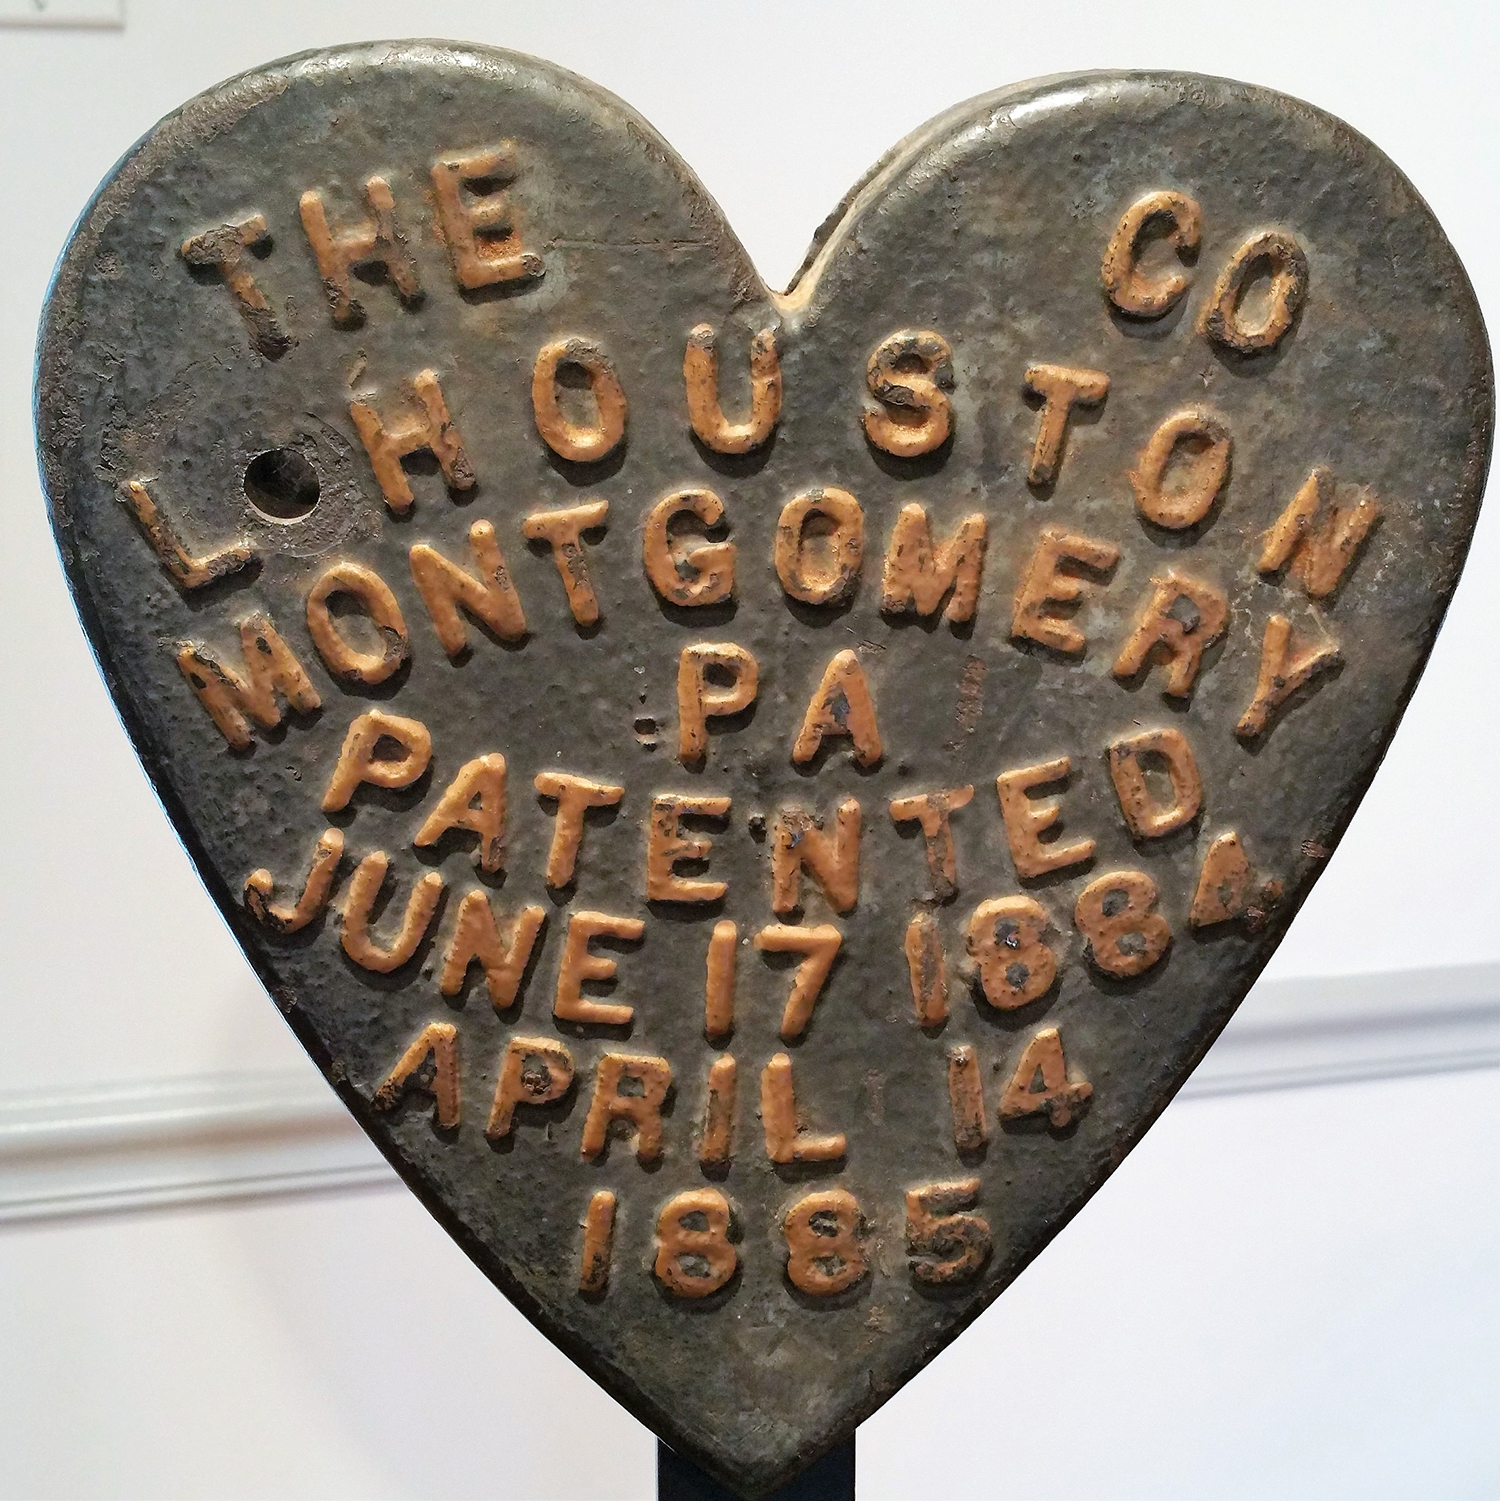 THE CO
L HOUSTON
MONTGOMERY
PA
PATENTED
JUNE 17 1884
APRIL 14
1885